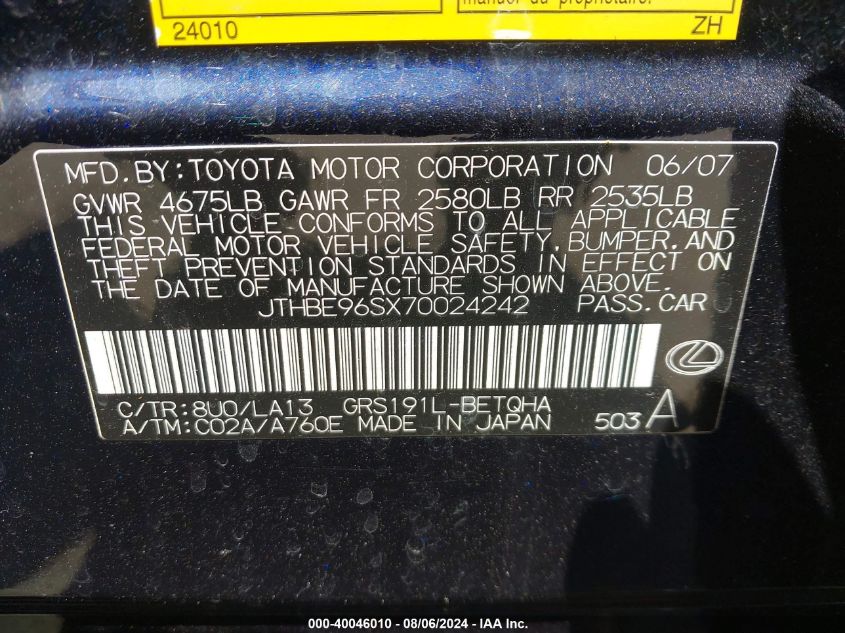 manuel du propriétaire.
24010 ZH
MFD.BY:TOYOTA MOTOR CORPORATION 06/07
GVWR 4675LB GAWR FR 2580LB RR 2535LB
THIS VEHICLE CONFORMS TO ALL APPLICABLE
FEDERAL MOTOR VEHICLE SAFETY,BUMPER,AND
THEFT PREVENTION STANDARDS IN EFFECT ON
THE DATE OF MANUFACTURE SHOWN ABOVE.
JTHBE96SX70024242 PASS.CAR
C/TR:8U0/LA13 GRS191L-BETQHA
A/TM:C02A/A760E MADE IN JAPAN 503 A
000-40046010 - 08/06/2024 - IAA Inc.